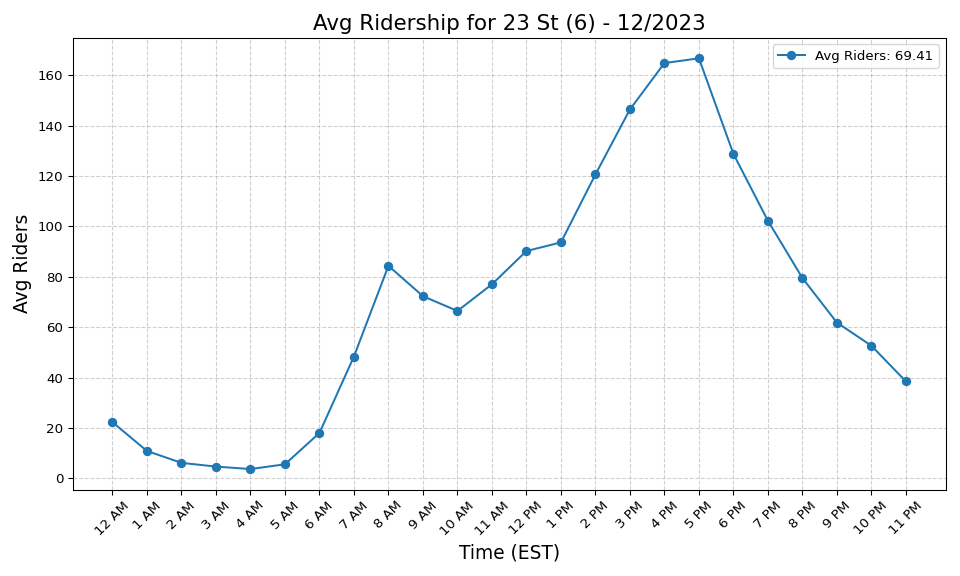 Avg Ridership for 23 St (6) - 12/2023
Avg Riders: 69.41
Avg Riders
160
140
120
100
80
60
40
20
0
12 AM
1 AM
2 AM
3 AM
4 AM
5 AM
6 AM
7 AM
8 AM
9 AM
10 AM
11 AM
12 PM
1 PM
2 PM
3 PM
4 PM
5 PM
6 PM
7 PM
8 PM
9 PM
10 PM
11 PM
Time (EST)